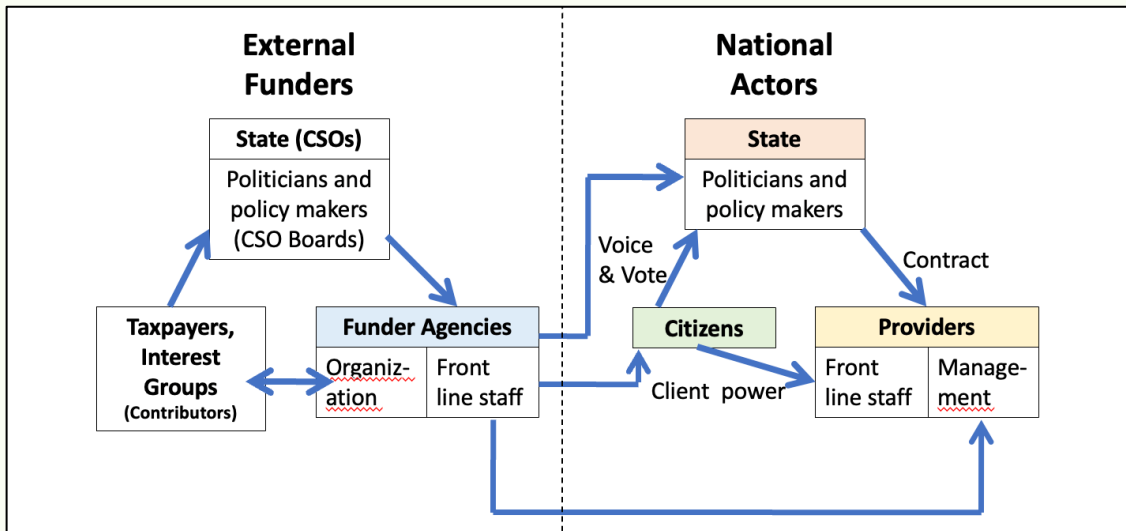 External
Funders
National
Actors
State (CSOs)
Politicians and
policy makers
(CSO Boards)
State
Politicians and
policy makers
Voice
& Vote
Contract
Taxpayers,
Interest
Groups
(Contributors)
Funder Agencies
Organiz-
ation
Front
line staff
Citizens
Client power
Providers
Front
line staff
Manage-
ment